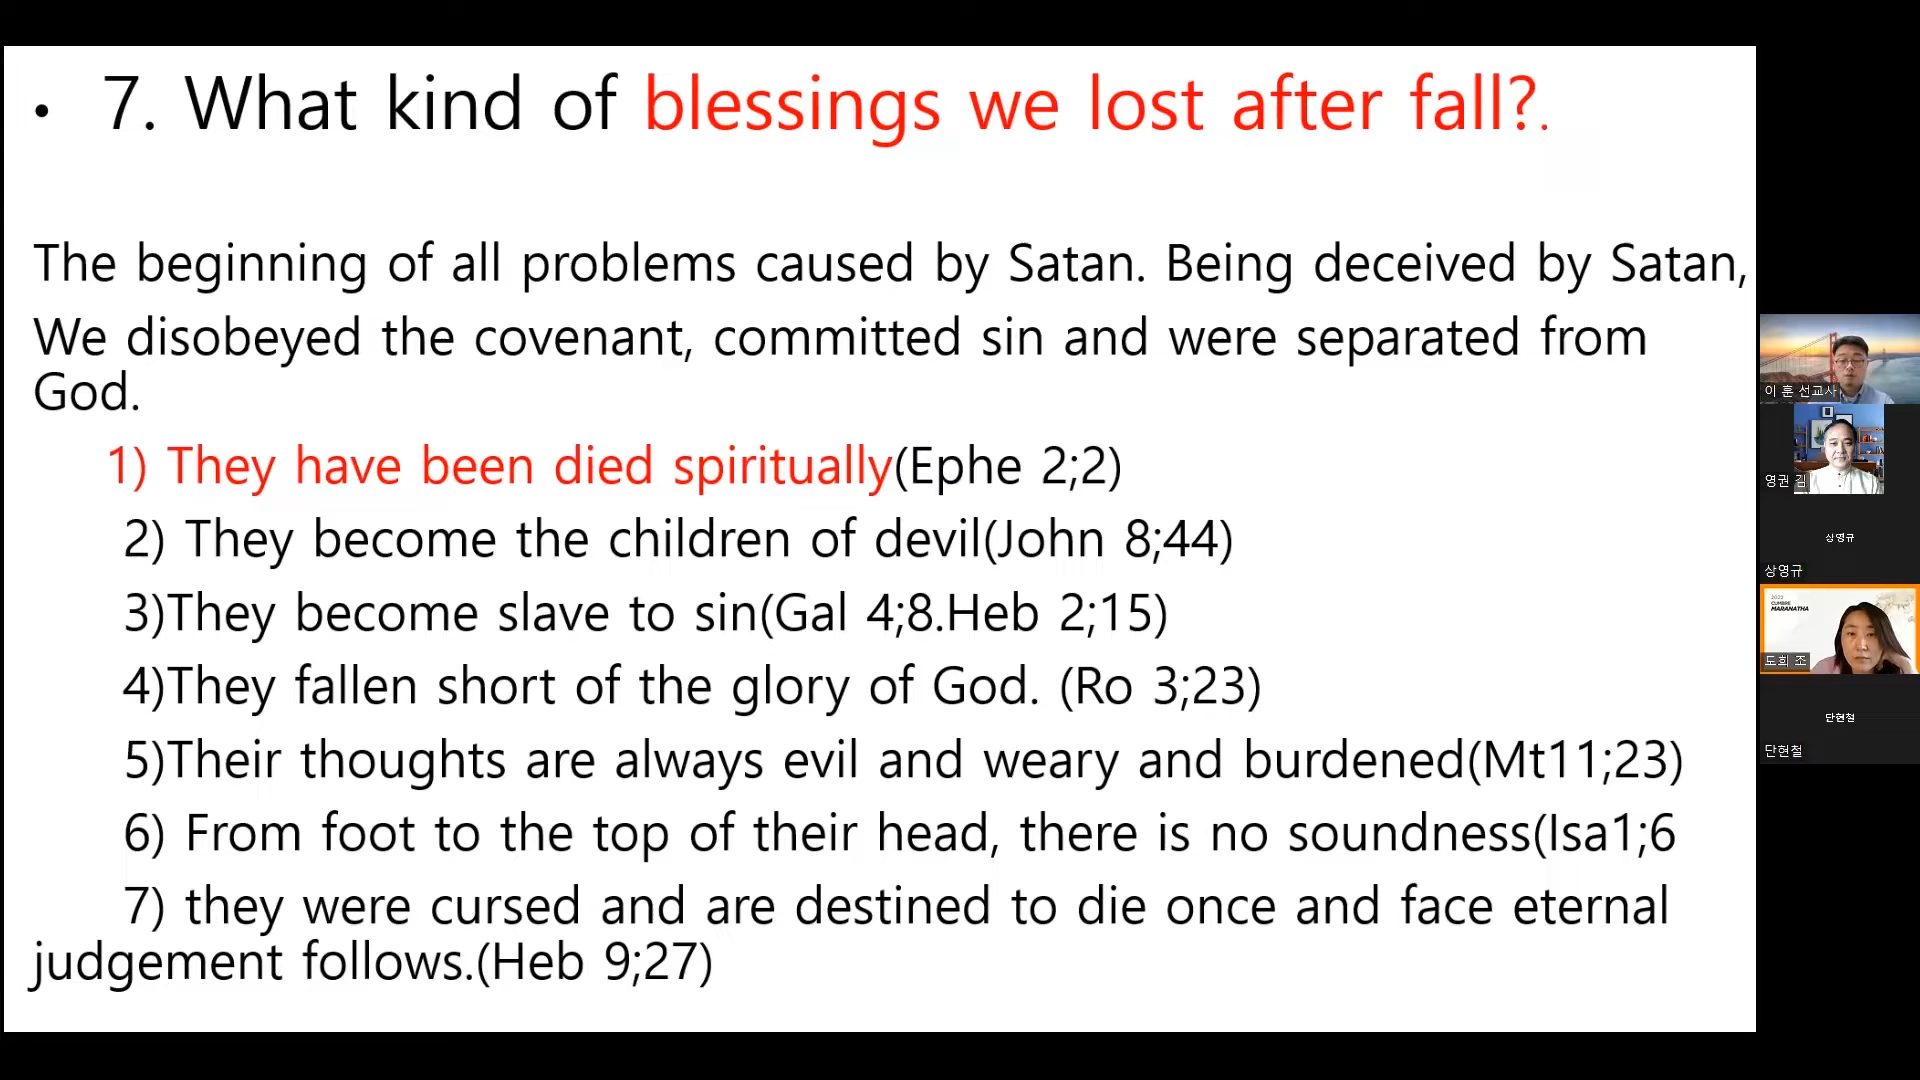 • 7. What kind of blessings we lost after fall?.
The beginning of all problems caused by Satan. Being deceived by Satan,
We disobeyed the covenant, committed sin and were separated from
God.
1) They have been died spiritually(Ephe 2;2)
2) They become the children of devil(John 8;44)
3)They become slave to sin(Gal 4;8.Heb 2;15)
4)They fallen short of the glory of God. (Ro 3;23)
5)Their thoughts are always evil and weary and burdened(Mt11;23)
6) From foot to the top of their head, there is no soundness(Isa1;6
7) they were cursed and are destined to die once and face eternal
judgement follows.(Heb 9;27)
이 훈 선교사
영권 김
상영규
상영규
2022
CUMBRE
MARANATHA
도희 조
단현철
단현철